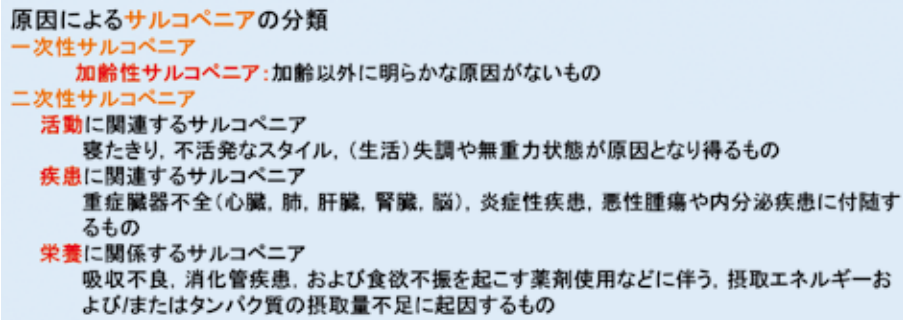 原因によるサルコペニアの分類
一次性サルコペニア
加齢性サルコペニア：加齢以外に明らかな原因がないもの
二次性サルコペニア
活動に関連するサルコペニア
寝たきり，不活発なスタイル，（生活）失調や無重力状態が原因となり得るもの
疾患に関連するサルコペニア
重症臓器不全（心臓，肺，肝臓，腎臓，脳），炎症性疾患，悪性腫瘍や内分泌疾患に付随す
るもの
栄養に関係するサルコペニア
吸収不良，消化管疾患，および食欲不振を起こす薬剤使用などに伴う，摂取エネルギーお
よび/またはタンパク質の摂取量不足に起因するもの